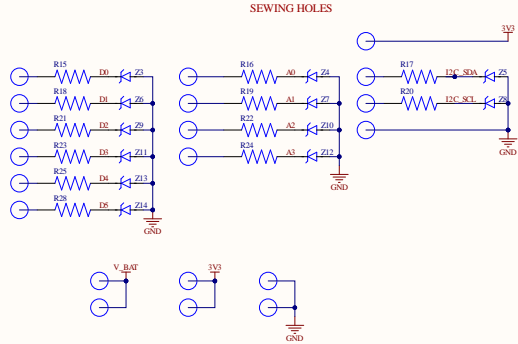 SEWING HOLES
3V3
R15 D0 Z3
R16 A0 Z4
R17 I2C_SDA Z5
R18 D1 Z6
R19 A1 Z7
R20 I2C_SCL Z8
R21 D2 Z9
R22 A2 Z10
GND
R23 D3 Z11
R24 A3 Z12
R25 D4 Z13
GND
R28 D5 Z14
GND
V_BAT
3V3
GND